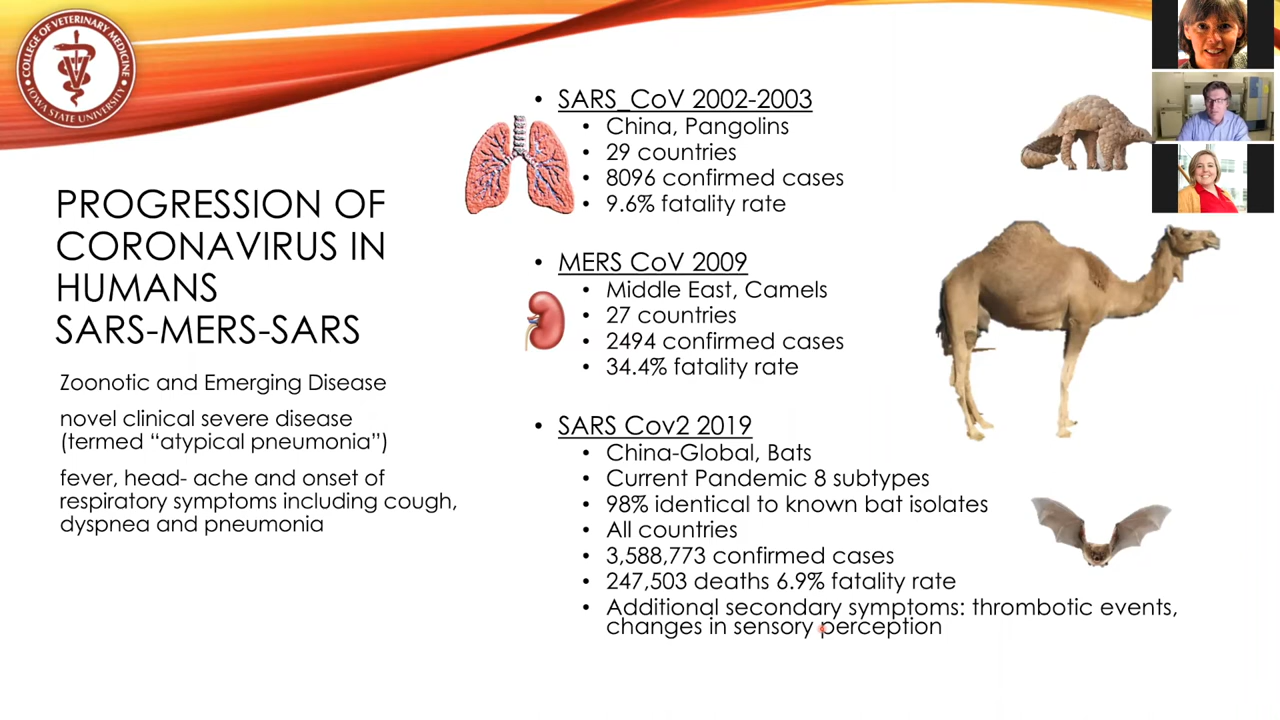 COLLEGE OF VETERINARY MEDICINE
IOWA STATE UNIVERSITY
PROGRESSION OF
CORONAVIRUS IN
HUMANS
SARS-MERS-SARS
Zoonotic and Emerging Disease
novel clinical severe disease
(termed “atypical pneumonia”)
fever, head- ache and onset of
respiratory symptoms including cough,
dyspnea and pneumonia
• SARS_CoV 2002-2003
• China, Pangolins
• 29 countries
• 8096 confirmed cases
• 9.6% fatality rate
• MERS CoV 2009
• Middle East, Camels
• 27 countries
• 2494 confirmed cases
• 34.4% fatality rate
• SARS Cov2 2019
• China-Global, Bats
• Current Pandemic 8 subtypes
• 98% identical to known bat isolates
• All countries
• 3,588,773 confirmed cases
• 247,503 deaths 6.9% fatality rate
• Additional secondary symptoms: thrombotic events,
changes in sensory perception